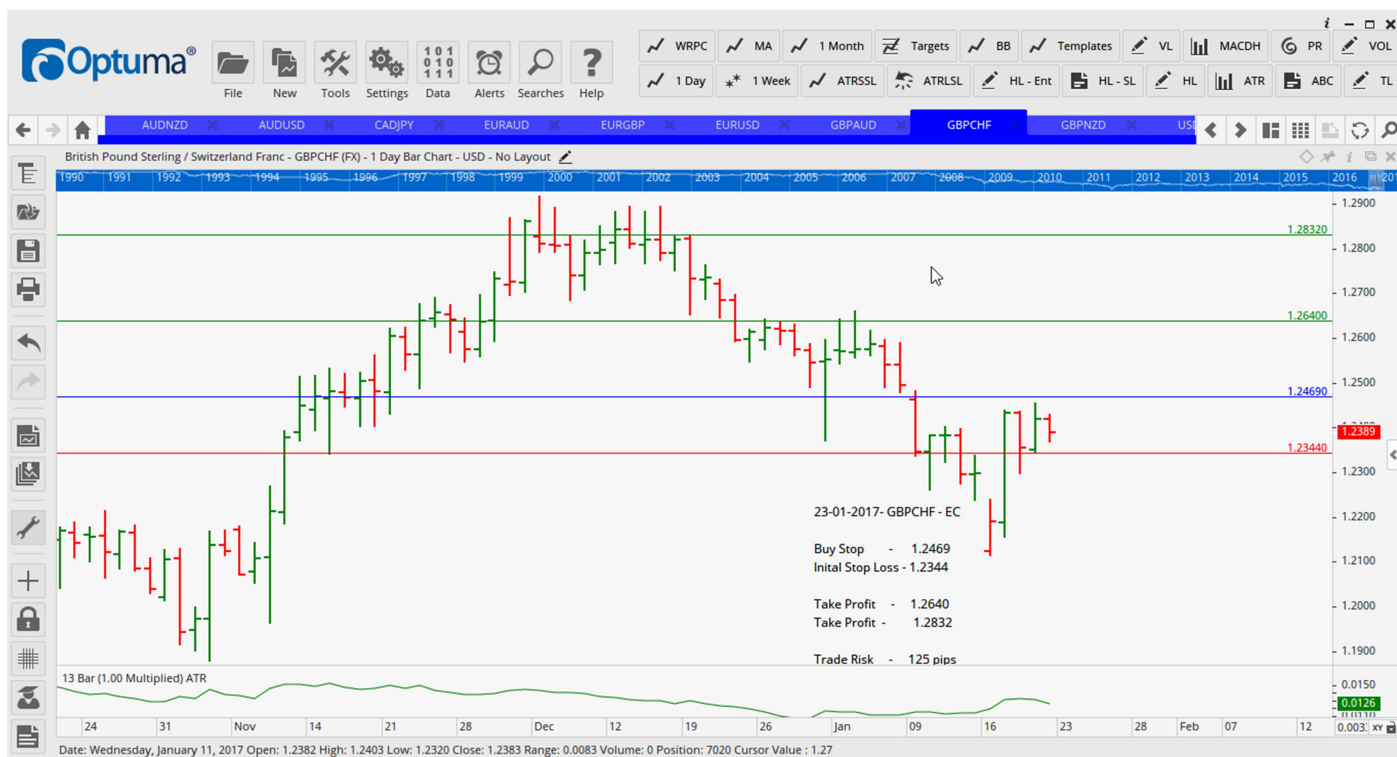 Optuma®
File New Tools Settings Data Alerts Searches Help
WRPC MA 1 Month Targets BB Templates VL MACDH PR VOL
1 Day 1 Week ATRSSL ATRLSL HL - Ent HL - SL HL ATR ABC TL
AUDNZD AUDUSD CADJPY EURAUD EURGBP EURUSD GBPAUD GBPCHF GBPNZD
British Pound Sterling / Switzerland Franc - GBPCHF (FX) - 1 Day Bar Chart - USD - No Layout
1990 1991 1992 1993 1994 1995 1996 1997 1998 1999 2000 2001 2002 2003 2004 2005 2006 2007 2008 2009 2010 2011 2012 2013 2014 2015 2016
1.2900
1.28320
1.2800
1.2700
1.26400
1.2600
1.2500
1.24690
1.2389
1.23440
1.2300
23-01-2017- GBPCHF - EC
1.2200
Buy Stop - 1.2469
Inital Stop Loss - 1.2344
1.2100
Take Profit - 1.2640
1.2000
Take Profit - 1.2832
1.1900
Trade Risk - 125 pips
13 Bar (1.00 Multiplied) ATR
0.0150
0.0126
24 31 Nov 14 21 28 Dec 12 19 26 Jan 09 16 23 28 Feb 07 12 0.003 XY
Date: Wednesday, January 11, 2017 Open: 1.2382 High: 1.2403 Low: 1.2320 Close: 1.2383 Range: 0.0083 Volume: 0 Position: 7020 Cursor Value : 1.27